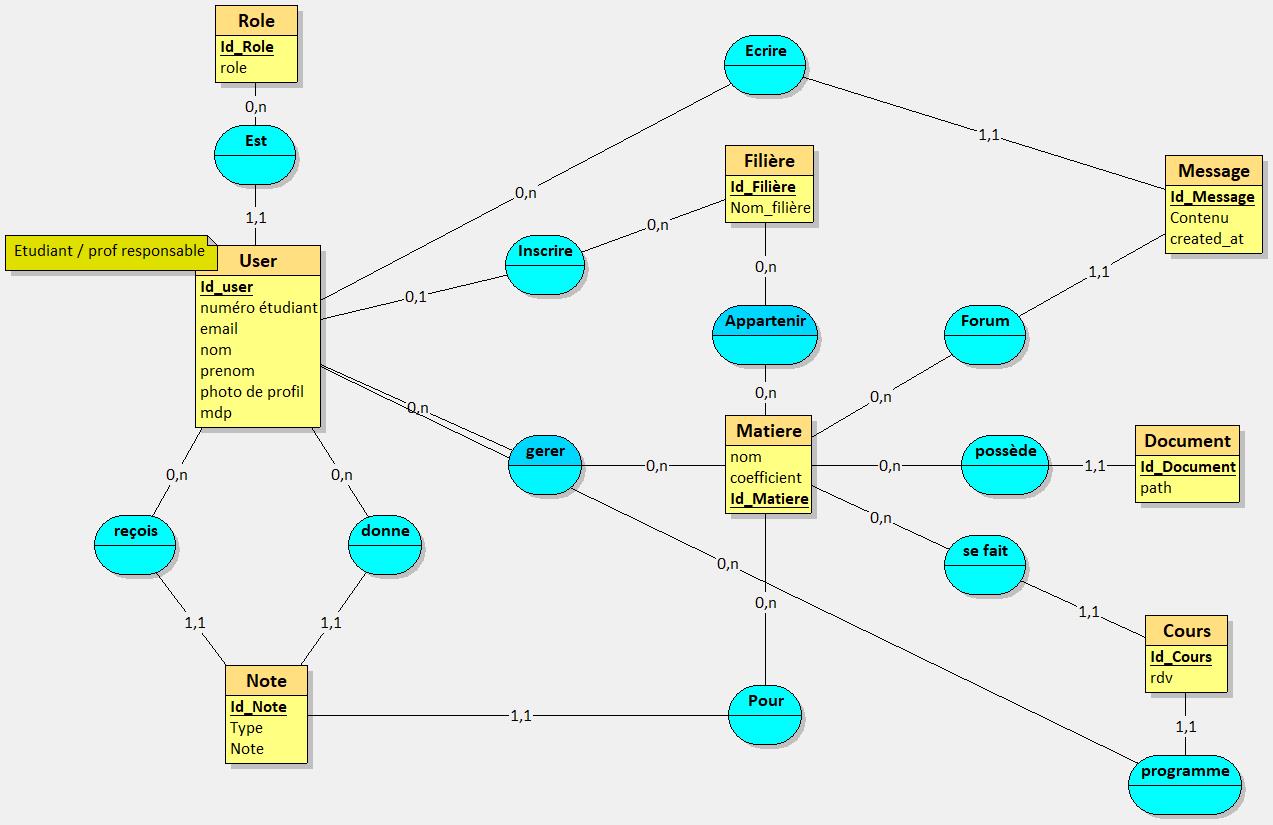 Role
Id_Role
role
0,n
Est
1,1
Etudiant / prof responsable
User
Id_user
numéro étudiant
email
nom
prenom
photo de profil
mdp
Ecrire
0,n
1,1
Filière
Id_Filière
Nom_filière
Inscrire
0,1
0,n
Message
Id_Message
Contenu
created_at
0,n
Appartenir
0,n
1,1
Forum
0,n
0,n
gerer
0,n
Matiere
nom
coefficient
Id_Matiere
0,n
possède
1,1
Document
Id_Document
path
0,n
se fait
1,1
Cours
Id_Cours
rdv
1,1
programme
0,n
0,n
Pour
1,1
0,n
reçois
1,1
0,n
donne
1,1
Note
Id_Note
Type
Note